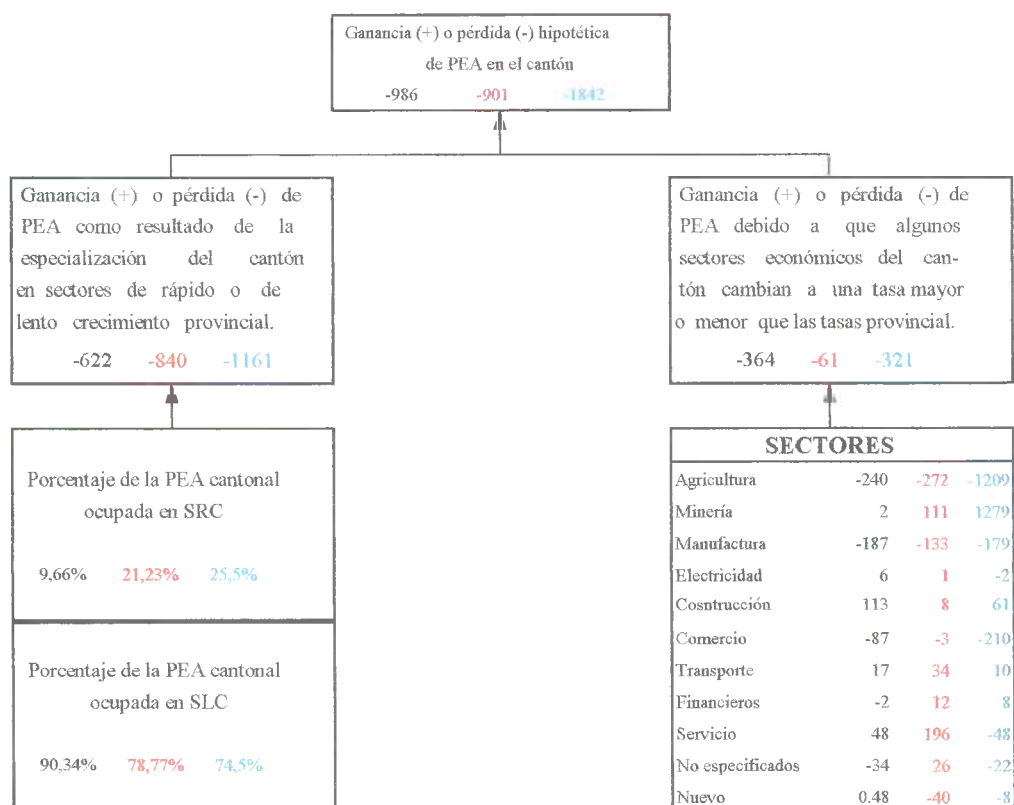 Ganancia (+) o pérdida (-) hipotética
de PEA en el cantón
-986 -901 -1842
Ganancia (+) o pérdida (-) de
PEA como resultado de la
especialización del cantón
en sectores de rápido o de
lento crecimiento provincial.
-622 -840 -1161
Ganancia (+) o pérdida (-) de
PEA debido a que algunos
sectores económicos del can-
tón cambian a una tasa mayor
o menor que las tasas provincial.
-364 -61 -321
Porcentaje de la PEA cantonal
ocupada en SRC
9,66% 21,23% 25,5%
Porcentaje de la PEA cantonal
ocupada en SLC
90,34% 78,77% 74,5%
SECTORES
Agricultura -240 -272 -1209
Minería 2 111 1279
Manufactura -187 -133 -179
Electricidad 6 1 -2
Cosntrucción 113 8 61
Comercio -87 -3 -210
Transporte 17 34 10
Financieros -2 12 8
Servicio 48 196 -48
No especificados -34 26 -22
Nuevo 0.48 -40 -8